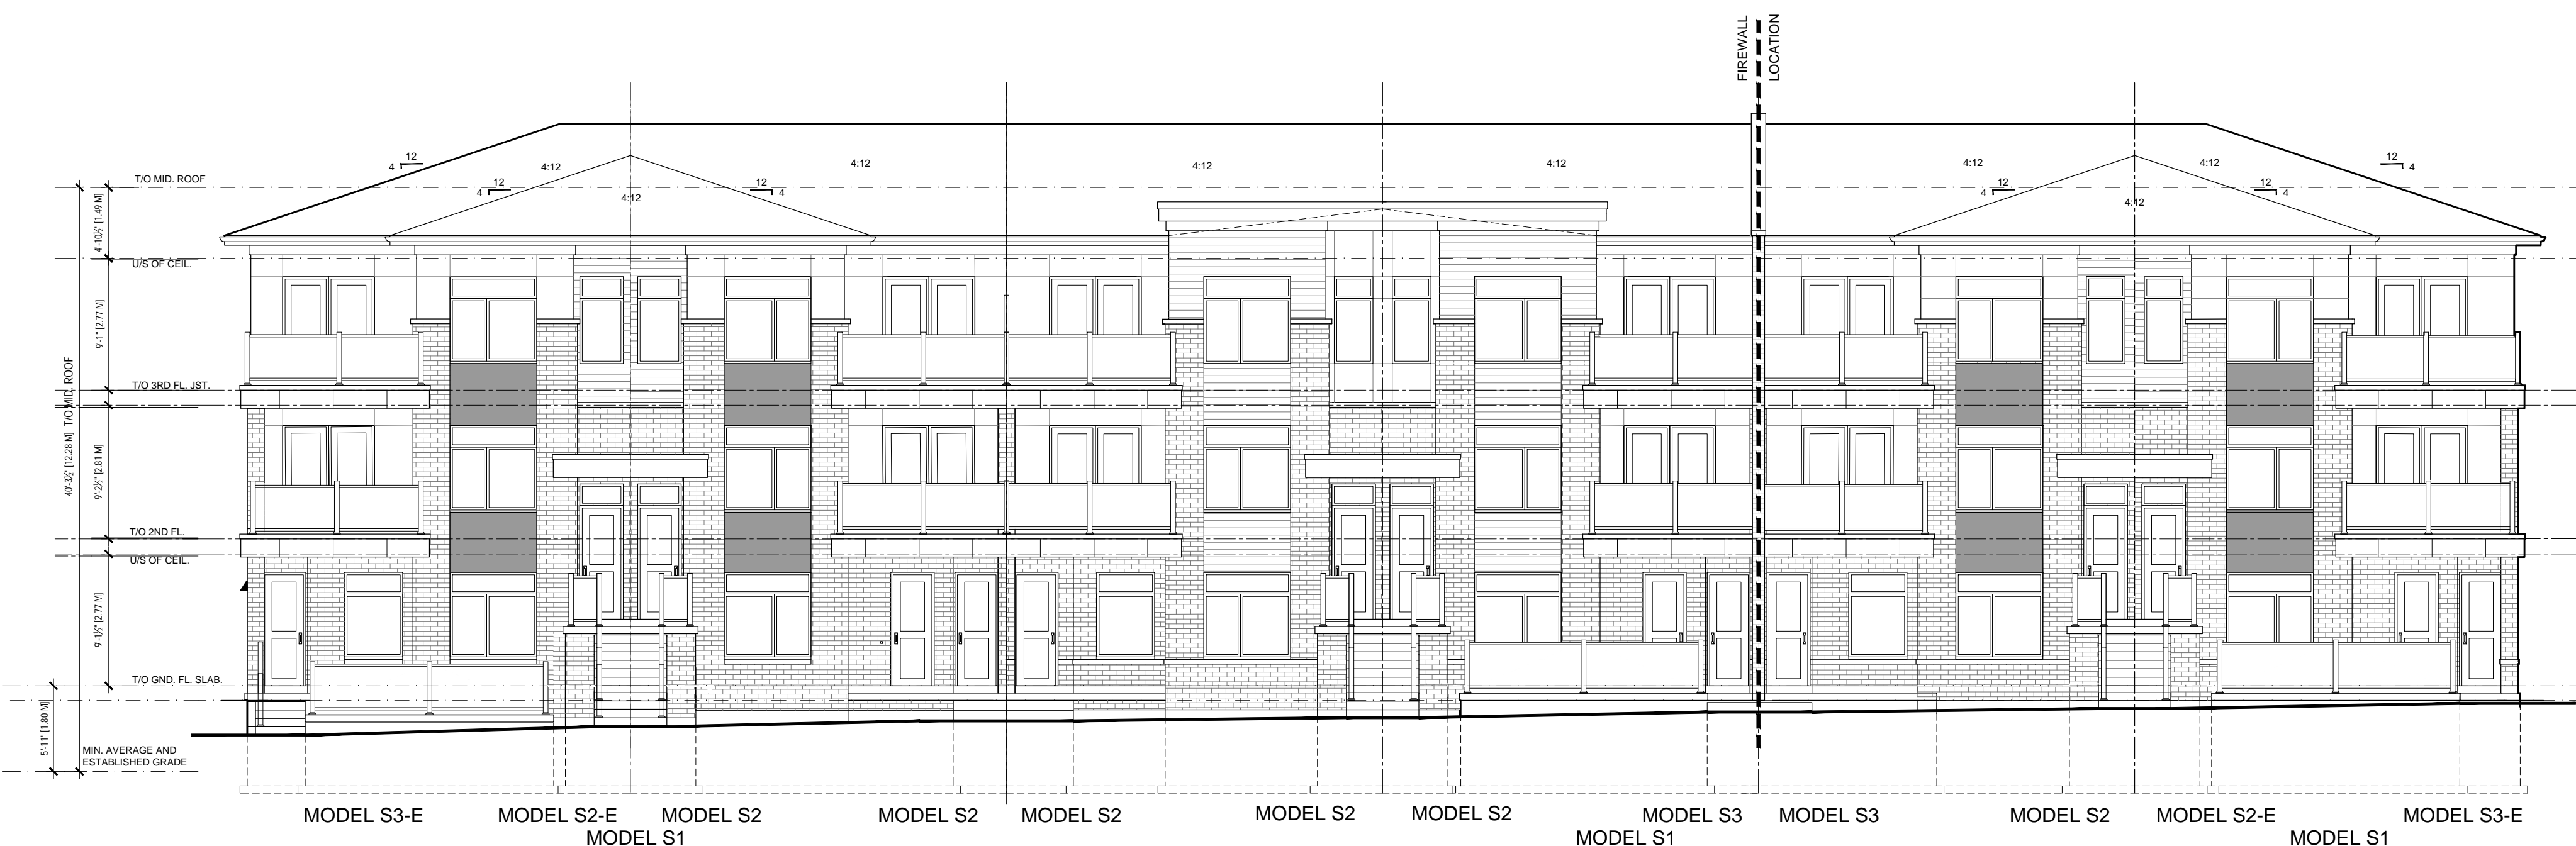 FIREWALL
LOCATION
12
4
4:12
12
4
4:12
12
4
4:12
4:12
4:12
4:12
12
4
4:12
12
4
4:12
12
4
T/O MID. ROOF
4'-10½" [1.49 M]
U/S OF CEIL.
9'-1" [2.77 M]
T/O 3RD FL. JST.
40'-3½" [12.28 M] T/O MID. ROOF
9'-2½" [2.81 M]
T/O 2ND FL.
U/S OF CEIL.
9'-1½" [2.77 M]
T/O GND. FL. SLAB.
5'-11" [1.80 M]
MIN. AVERAGE AND
ESTABLISHED GRADE
MODEL S3-E
MODEL S2-E
MODEL S2
MODEL S2
MODEL S2
MODEL S2
MODEL S2
MODEL S3
MODEL S3
MODEL S2
MODEL S2-E
MODEL S3-E
MODEL S1
MODEL S1
MODEL S1